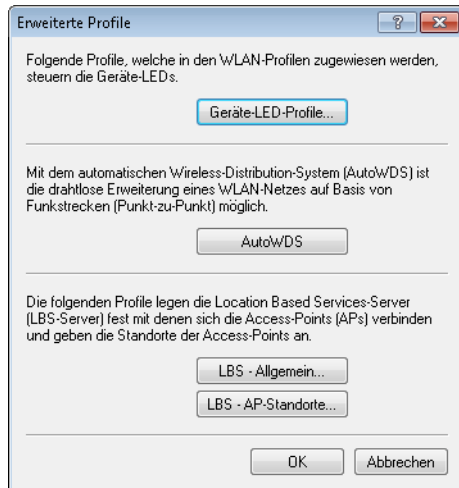 Erweiterte Profile
Folgende Profile, welche in den WLAN-Profilen zugewiesen werden,
steuern die Geräte-LEDs.
Geräte-LED-Profile...
Mit dem automatischen Wireless-Distribution-System (AutoWDS) ist
die drahtlose Erweiterung eines WLAN-Netzes auf Basis von
Funkstrecken (Punkt-zu-Punkt) möglich.
AutoWDS
Die folgenden Profile legen die Location Based Services-Server
(LBS-Server) fest mit denen sich die Access-Points (APs) verbinden
und geben die Standorte der Access-Points an.
LBS - Allgemein...
LBS - AP-Standorte...
OK Abbrechen